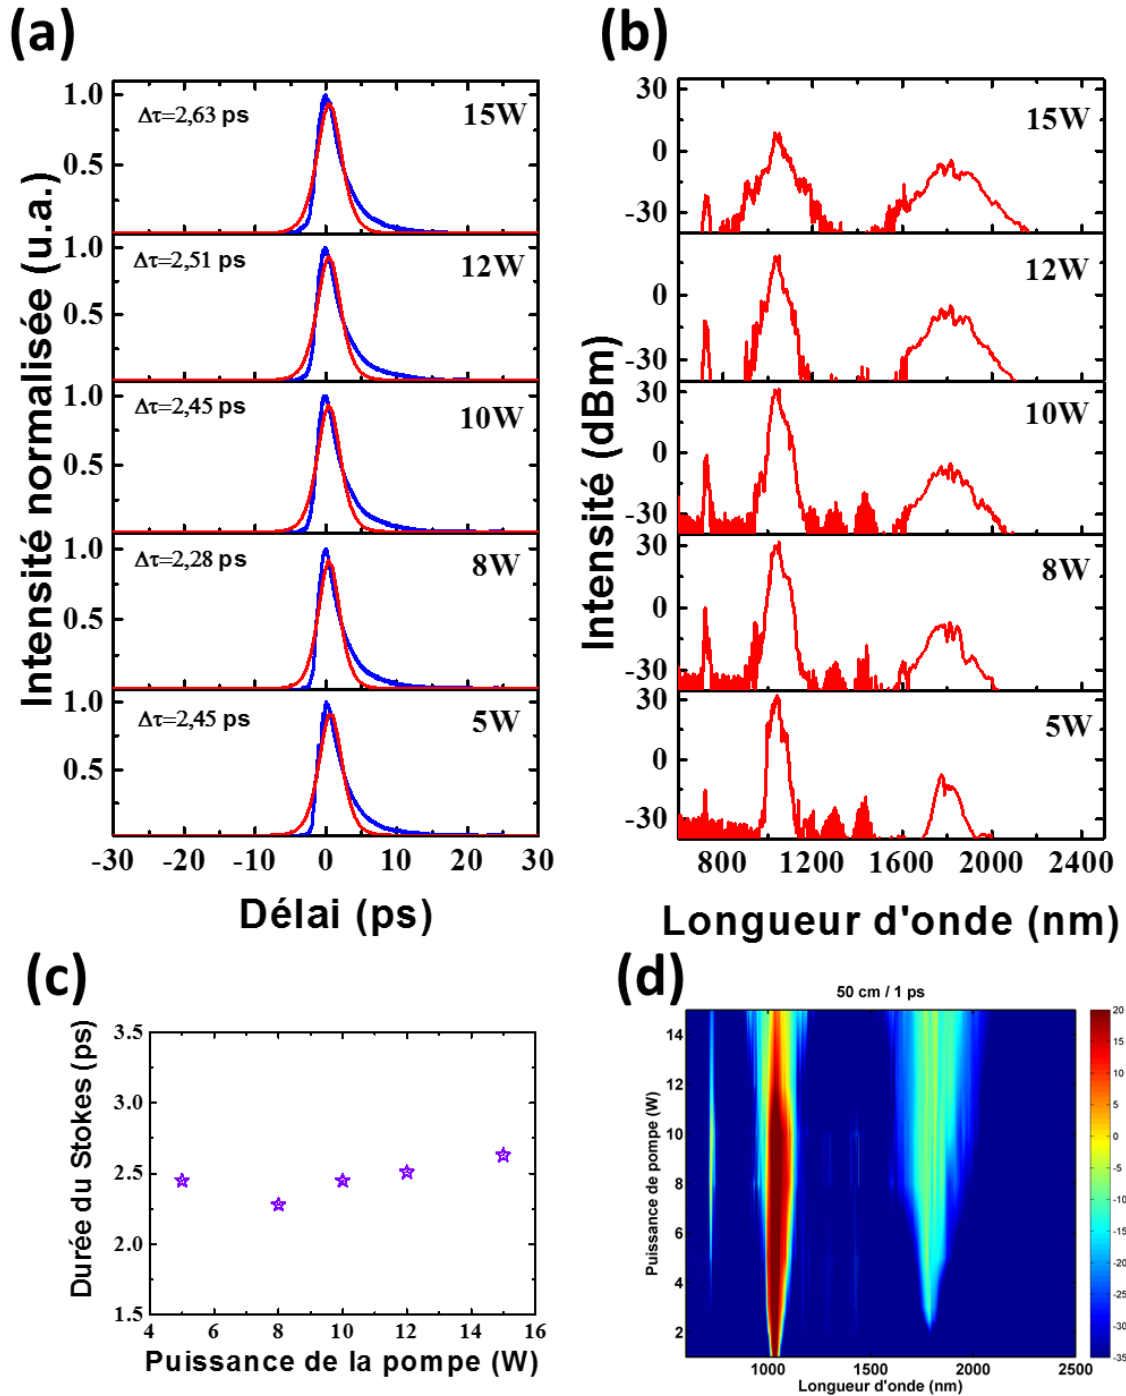 (a)
Intensité normalisée (u.a.)
1.0
0.5
Δτ=2,63 ps
15W
1.0
0.5
Δτ=2,51 ps
12W
1.0
0.5
Δτ=2,45 ps
10W
1.0
0.5
Δτ=2,28 ps
8W
1.0
0.5
Δτ=2,45 ps
5W
-30 -20 -10 0 10 20 30
Délai (ps)
(b)
Intensité (dBm)
30
0
-30
15W
0
-30
12W
30
0
-30
10W
30
0
-30
8W
30
0
-30
5W
800 1200 1600 2000 2400
Longueur d'onde (nm)
(c)
Durée du Stokes (ps)
3.5
3.0
2.5
2.0
1.5
4 6 8 10 12 14 16
Puissance de la pompe (W)
(d)
50 cm / 1 ps
Puissance de pompe (W)
14
12
10
8
6
4
2
1000 1500 2000 2500
Longueur d'onde (nm)
20
15
10
5
0
-5
-10
-15
-20
-25
-30
-35